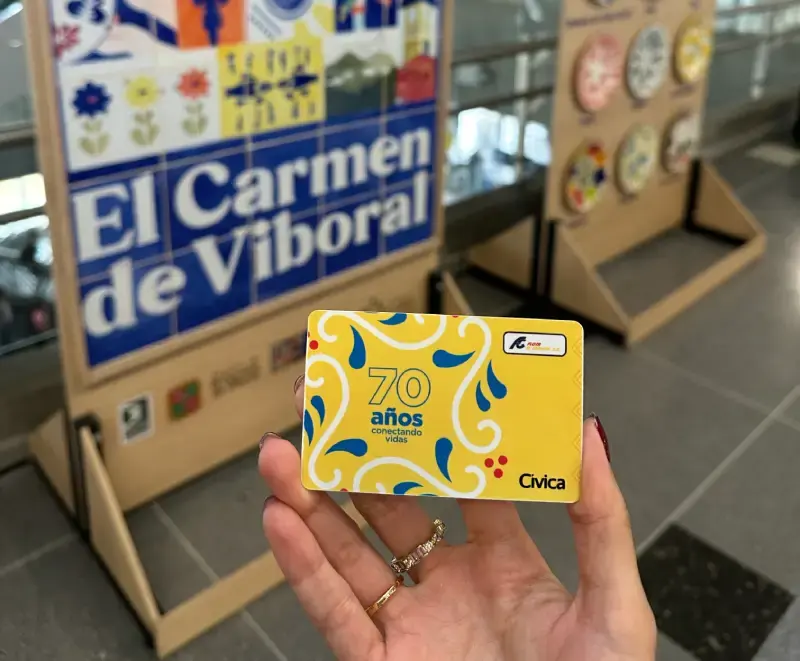 El Carmen
de Viboral
70
años
conectando
vidas
Cívica